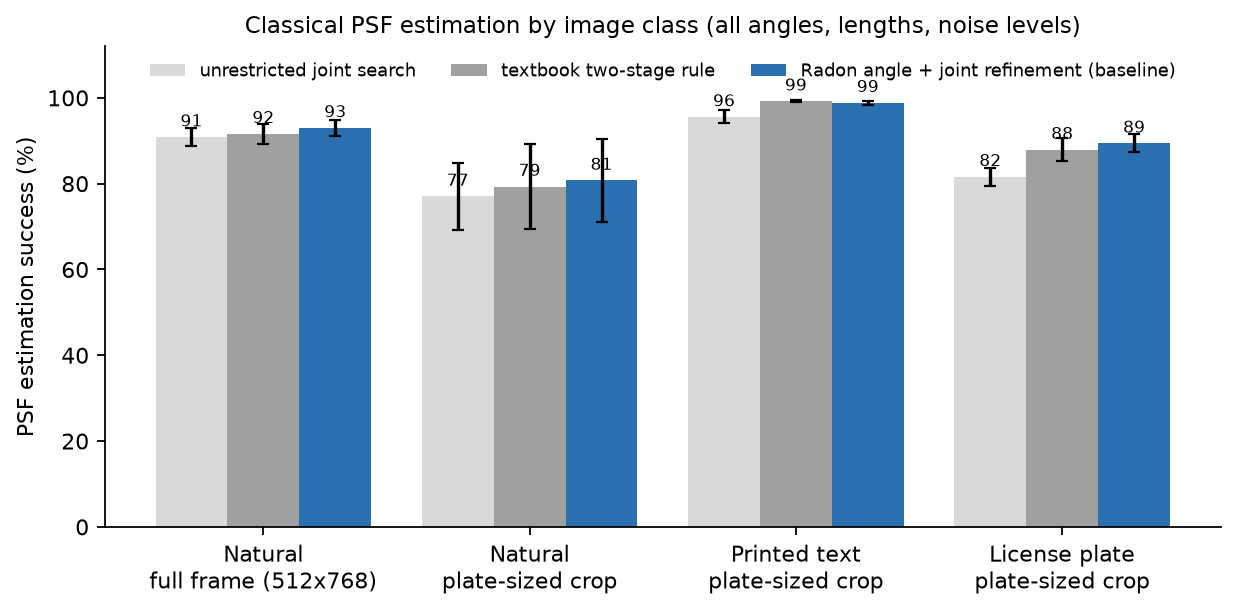 Classical PSF estimation by image class (all angles, lengths, noise levels)
unrestricted joint search
textbook two-stage rule
Radon angle + joint refinement (baseline)
PSF estimation success (%)
100
80
60
40
20
0
91
92
93
77
79
81
96
99
99
82
88
89
Natural
full frame (512x768)
Natural
plate-sized crop
Printed text
plate-sized crop
License plate
plate-sized crop